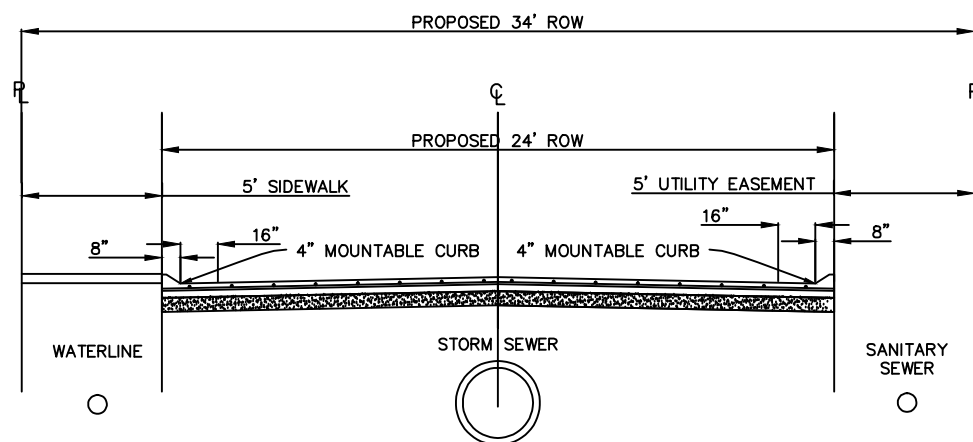 PROPOSED 34' ROW
PL
CL
P
PROPOSED 24' ROW
5' SIDEWALK
5' UTILITY EASEMENT
8"
16"
4" MOUNTABLE CURB
4" MOUNTABLE CURB
16"
8"
WATERLINE
STORM SEWER
SANITARY
SEWER